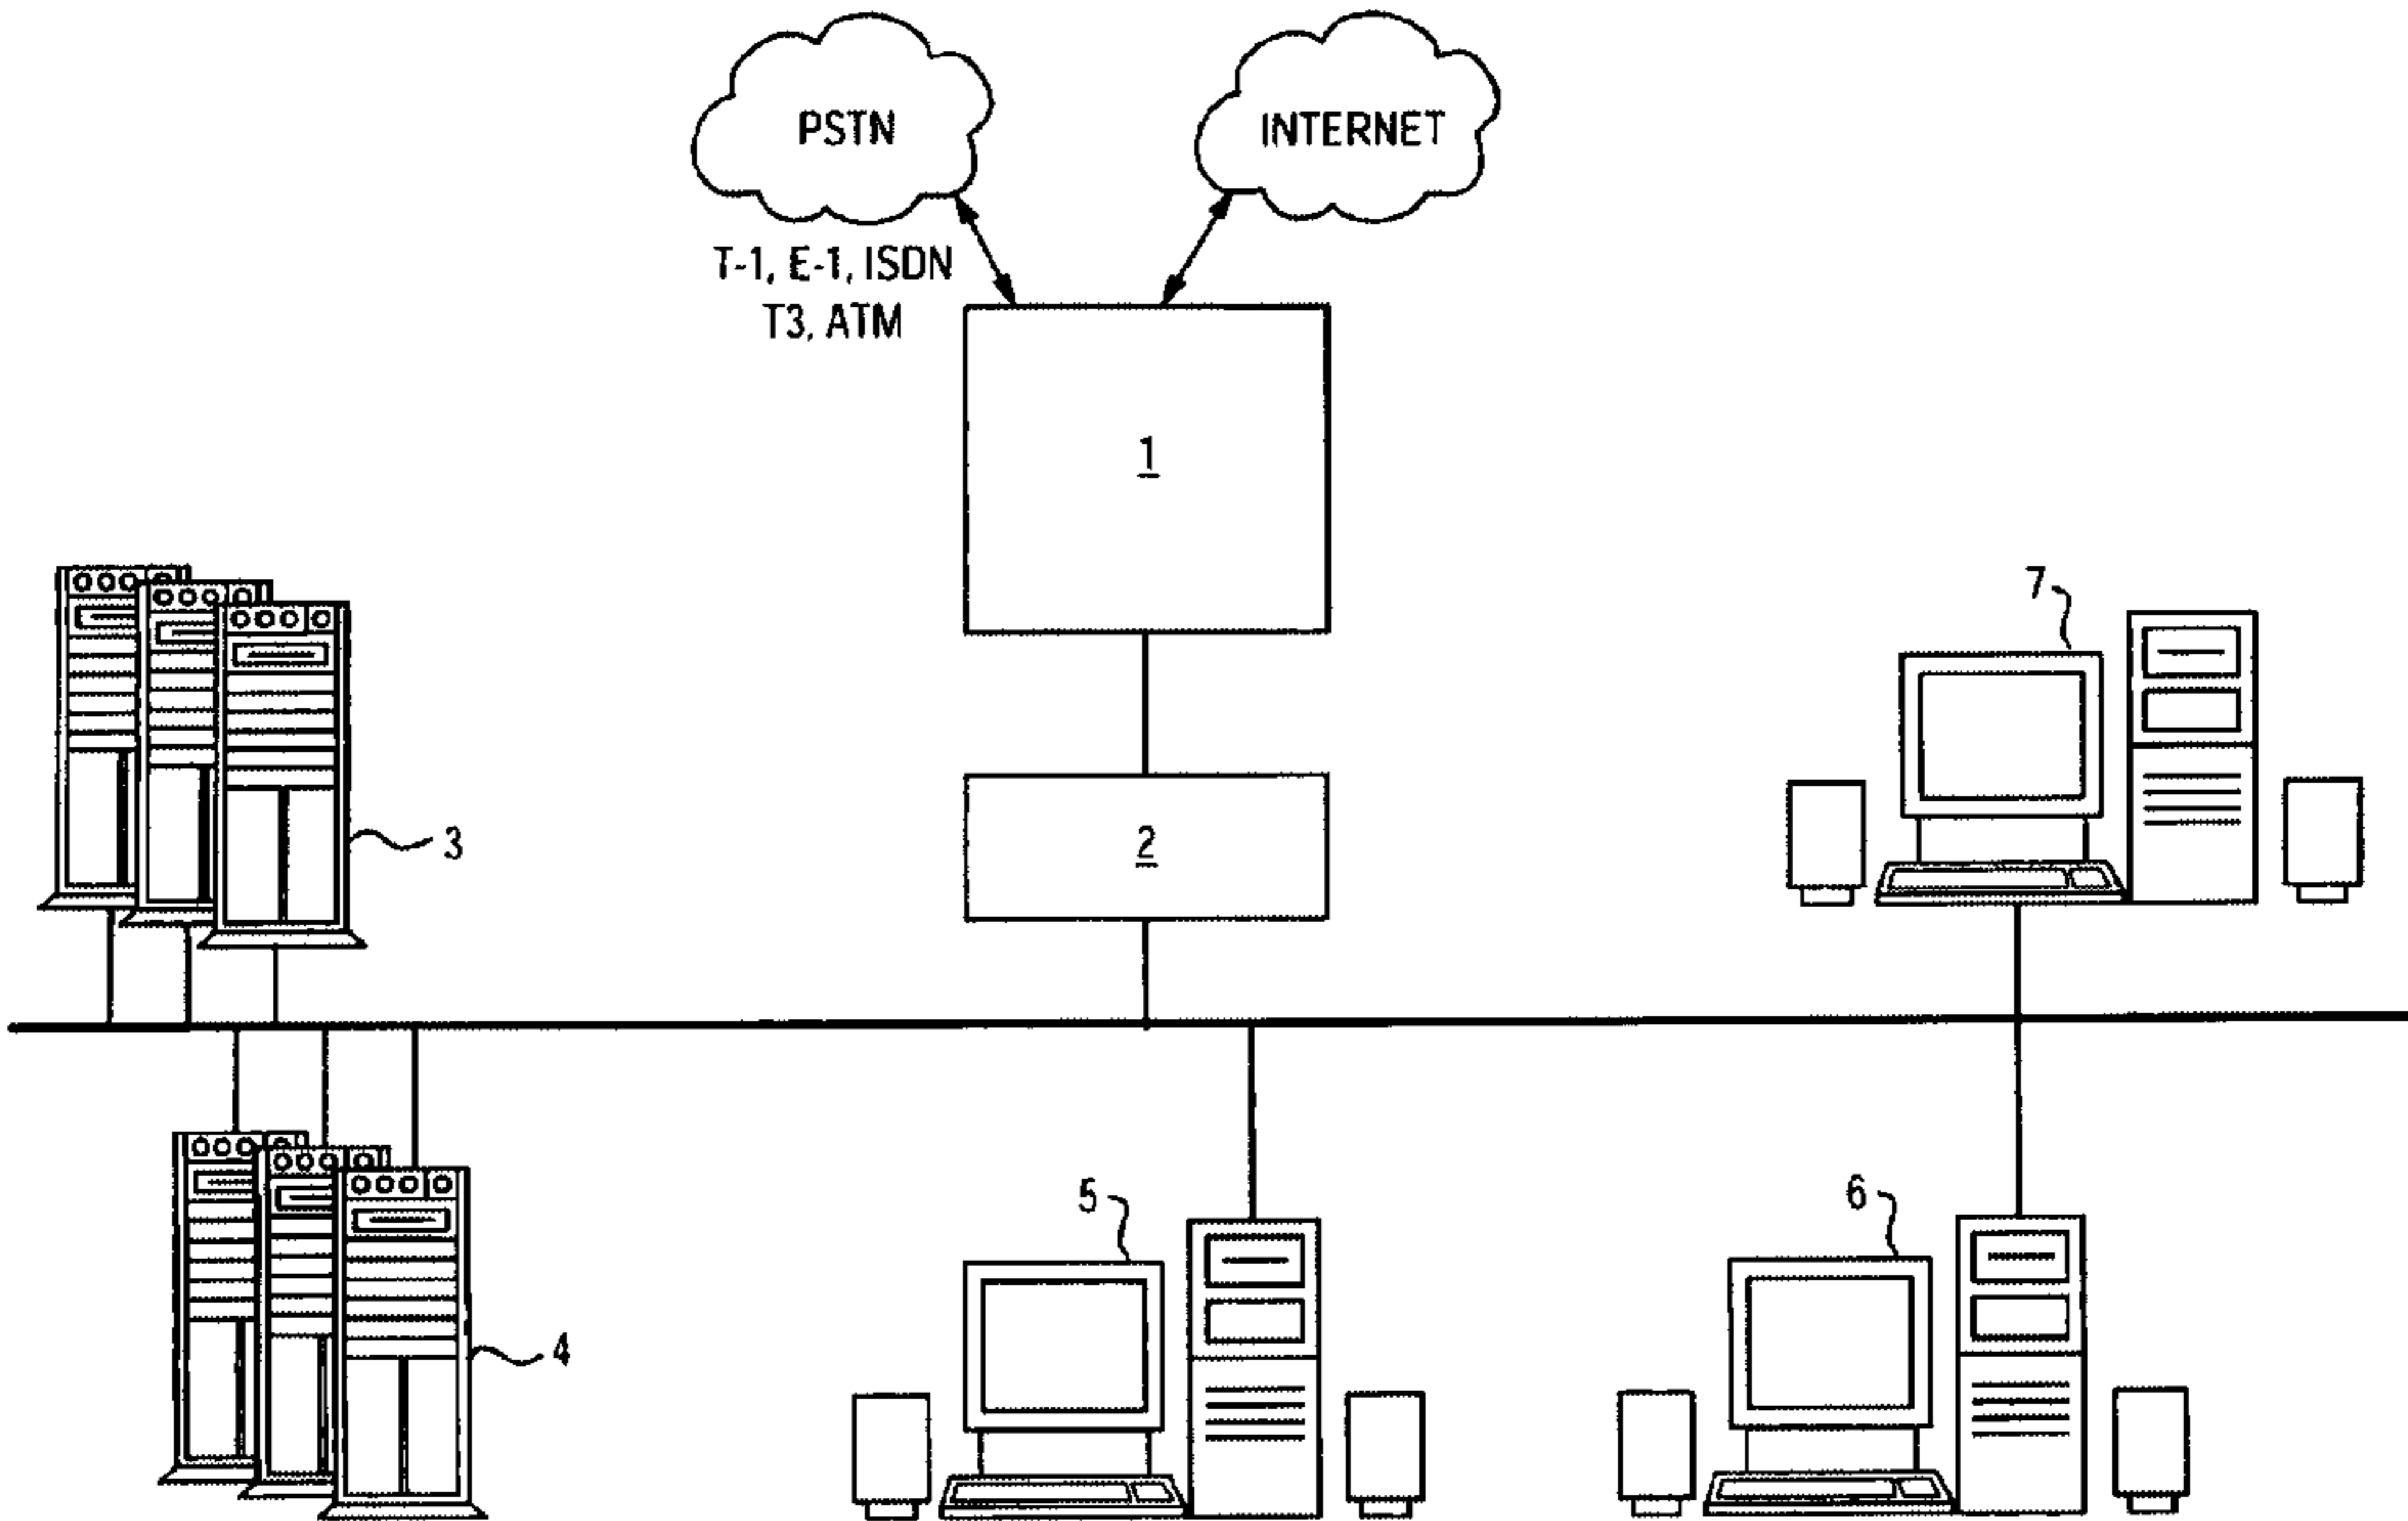 PSTN
INTERNET
T-1, E-1, ISDN
T3, ATM
1
7
2
3
5
6
4